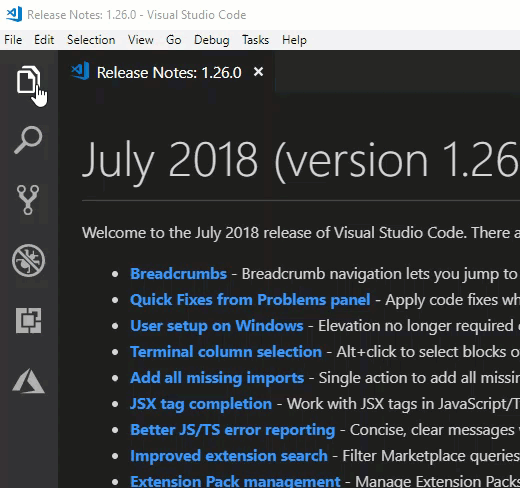 Release Notes: 1.26.0 - Visual Studio Code
File Edit Selection View Go Debug Tasks Help
Release Notes: 1.26.0 ×
July 2018 (version 1.26
Welcome to the July 2018 release of Visual Studio Code. There a
• Breadcrumbs - Breadcrumb navigation lets you jump to
• Quick Fixes from Problems panel - Apply code fixes wh
• User setup on Windows - Elevation no longer required
• Terminal column selection - Alt+click to select blocks o
• Add all missing imports - Single action to add all missin
• JSX tag completion - Work with JSX tags in JavaScript/T
• Better JS/TS error reporting - Concise, clear messages
• Improved extension search - Filter Marketplace queries
• Extension Pack management - Manage Extension Packs